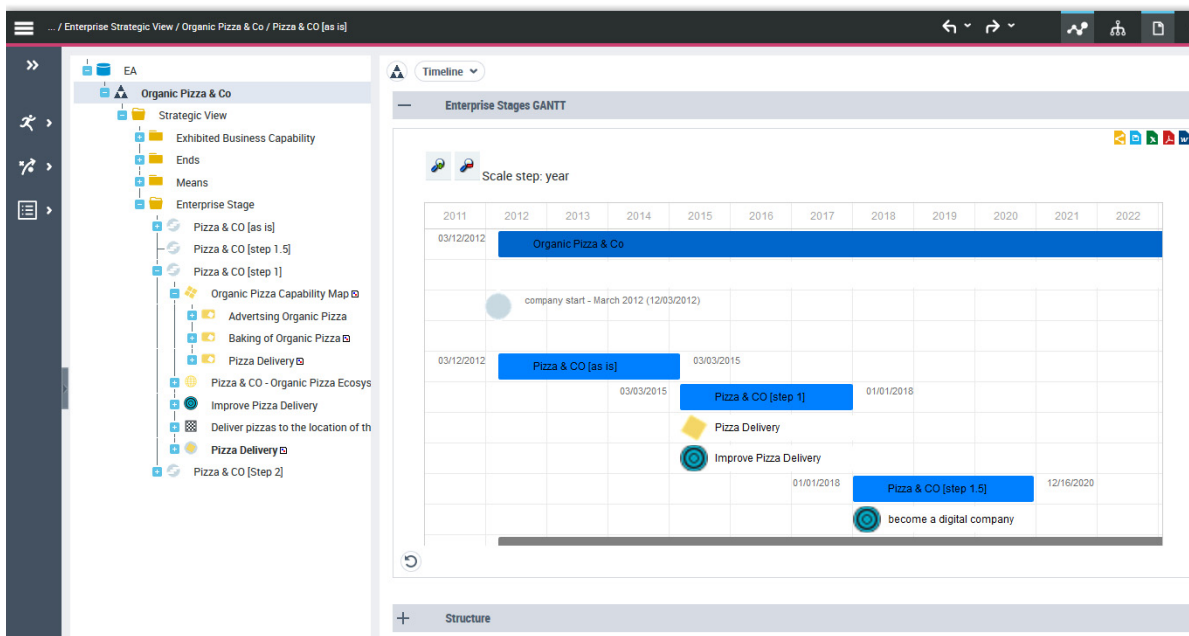 ... / Enterprise Strategic View / Organic Pizza & Co / Pizza & CO [as is]
EA
Organic Pizza & Co
Strategic View
Exhibited Business Capability
Ends
Means
Enterprise Stage
Pizza & CO [as is]
Pizza & CO [step 1.5]
Pizza & CO [step 1]
Organic Pizza Capability Map
Advertsing Organic Pizza
Baking of Organic Pizza
Pizza Delivery
Pizza & CO - Organic Pizza Ecosys
Improve Pizza Delivery
Deliver pizzas to the location of th
Pizza Delivery
Pizza & CO [Step 2]
Timeline
Enterprise Stages GANTT
Scale step: year
2011 2012 2013 2014 2015 2016 2017 2018 2019 2020 2021 2022
03/12/2012 Organic Pizza & Co
company start - March 2012 (12/03/2012)
03/12/2012 Pizza & CO [as is] 03/03/2015
03/03/2015 Pizza & CO [step 1] 01/01/2018
Pizza Delivery
Improve Pizza Delivery
01/01/2018 Pizza & CO [step 1.5] 12/16/2020
become a digital company
Structure